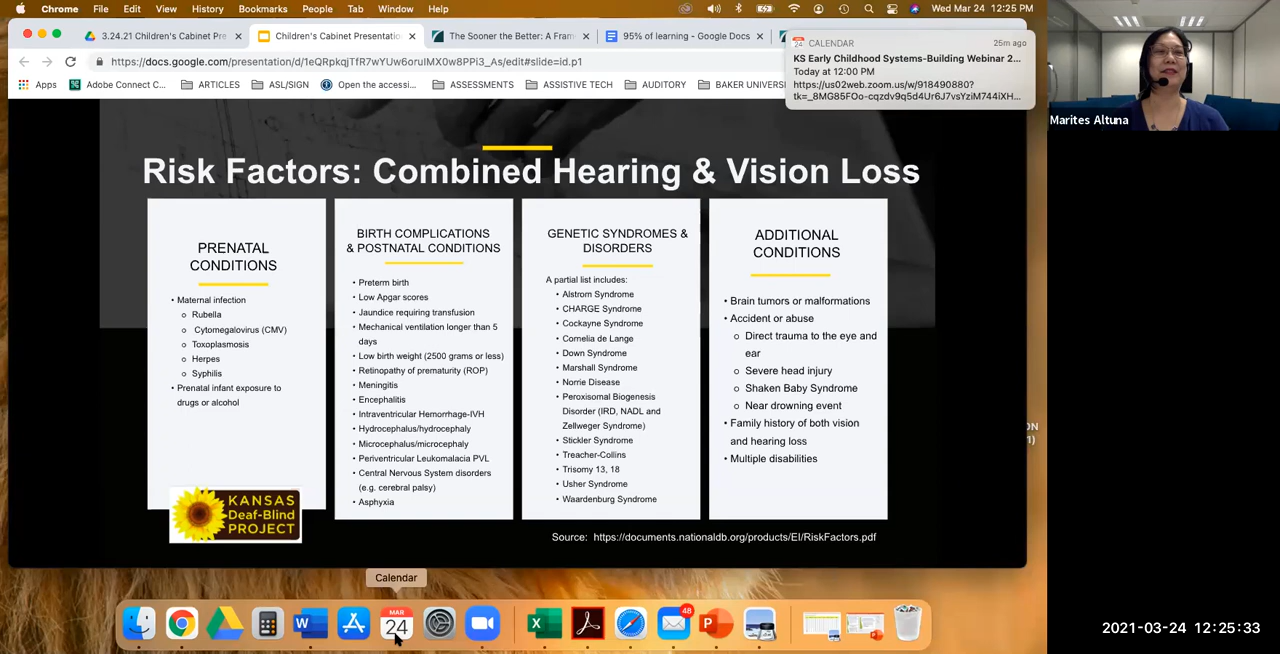 Chrome File Edit View History Bookmarks People Tab Window Help Wed Mar 24 12:25 PM
3.24.21 Children's Cabinet Pre Children's Cabinet Presentatio The Sooner the Better: A Fram 95% of learning - Google Docs
https://docs.google.com/presentation/d/1eQRpkqjTfR7wYUw6oruIMX0w8PPI3_As/edit#slide=id.p1
Apps Adobe Connect C... ARTICLES ASL/SIGN Open the accessi... ASSESSMENTS ASSISTIVE TECH AUDITORY BAKER UNIVERS
CALENDAR 25m ago
KS Early Childhood Systems-Building Webinar 2...
Today at 12:00 PM
https://us02web.zoom.us/w/918490880?
tk=_8MG85FOo-cqzdv9q5d4Ur6J7vsYziM744iXH...
Marites Altuna
Risk Factors: Combined Hearing & Vision Loss
PRENATAL
CONDITIONS
• Maternal infection
o Rubella
o Cytomegalovirus (CMV)
o Toxoplasmosis
o Herpes
o Syphilis
• Prenatal infant exposure to
drugs or alcohol
KANSAS
Deaf-Blind
PROJECT
BIRTH COMPLICATIONS
& POSTNATAL CONDITIONS
• Preterm birth
• Low Apgar scores
• Jaundice requiring transfusion
• Mechanical ventilation longer than 5
days
• Low birth weight (2500 grams or less)
• Retinopathy of prematurity (ROP)
• Meningitis
• Encephalitis
• Intraventricular Hemorrhage-IVH
• Hydrocephalus/hydrocephaly
• Microcephalus/microcephaly
• Periventricular Leukomalacia PVL
• Central Nervous System disorders
(e.g. cerebral palsy)
• Asphyxia
GENETIC SYNDROMES &
DISORDERS
A partial list includes:
• Alstrom Syndrome
• CHARGE Syndrome
• Cockayne Syndrome
• Cornelia de Lange
• Down Syndrome
• Marshall Syndrome
• Norrie Disease
• Peroxisomal Biogenesis
Disorder (IRD, NADL and
Zellweger Syndrome)
• Stickler Syndrome
• Treacher-Collins
• Trisomy 13, 18
• Usher Syndrome
• Waardenburg Syndrome
ADDITIONAL
CONDITIONS
• Brain tumors or malformations
• Accident or abuse
o Direct trauma to the eye and
ear
o Severe head injury
o Shaken Baby Syndrome
o Near drowning event
• Family history of both vision
and hearing loss
• Multiple disabilities
Source: https://documents.nationaldb.org/products/EI/RiskFactors.pdf
ON
1)
Calendar
MAR
24
48
2021-03-24 12:25:33